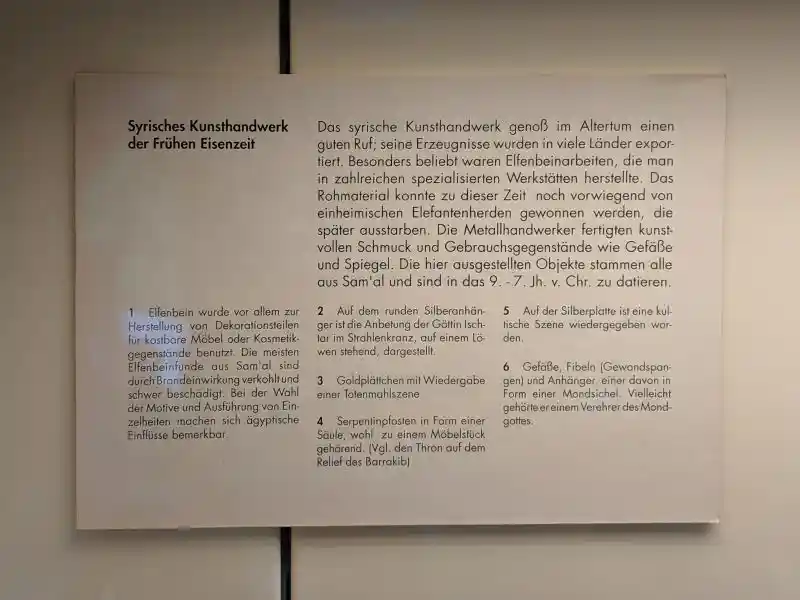 Syrisches Kunsthandwerk
der Frühen Eisenzeit
Das syrische Kunsthandwerk genoß im Altertum einen
guten Ruf; seine Erzeugnisse wurden in viele Länder expor-
tiert. Besonders beliebt waren Elfenbeinarbeiten, die man
in zahlreichen spezialisierten Werkstätten herstellte. Das
Rohmaterial konnte zu dieser Zeit noch vorwiegend von
einheimischen Elefantenherden gewonnen werden, die
später ausstarben. Die Metallhandwerker fertigten kunst-
vollen Schmuck und Gebrauchsgegenstände wie Gefäße
und Spiegel. Die hier ausgestellten Objekte stammen alle
aus Sam'al und sind in das 9. - 7. Jh. v. Chr. zu datieren.
1 Elfenbein wurde vor allem zur
Herstellung von Dekorationsteilen
für kostbare Möbel oder Kosmetik-
gegenstände benutzt. Die meisten
Elfenbeinfunde aus Sam'al sind
durch Brandeinwirkung verkohlt und
schwer beschädigt. Bei der Wahl
der Motive und Ausführung von Ein-
zelheiten machen sich ägyptische
Einflüsse bemerkbar
2 Auf dem runden Silberanhän-
ger ist die Anbetung der Göttin Isch-
tar im Strahlenkranz, auf einem Lö-
wen stehend, dargestellt.
3 Goldplättchen mit Wiedergabe
einer Totenmahlszene
4 Serpentinpfosten in Form einer
Säule, wohl zu einem Möbelstück
gehörend. (Vgl. den Thron auf dem
Relief des Barrakib)
5 Auf der Silberplatte ist eine kul-
tische Szene wiedergegeben wor-
den.
6 Gefäße, Fibeln (Gewandspan-
gen) und Anhänger. einer davon in
Form einer Mondsichel. Vielleicht
gehörte er einem Verehrer des Mond-
gottes.